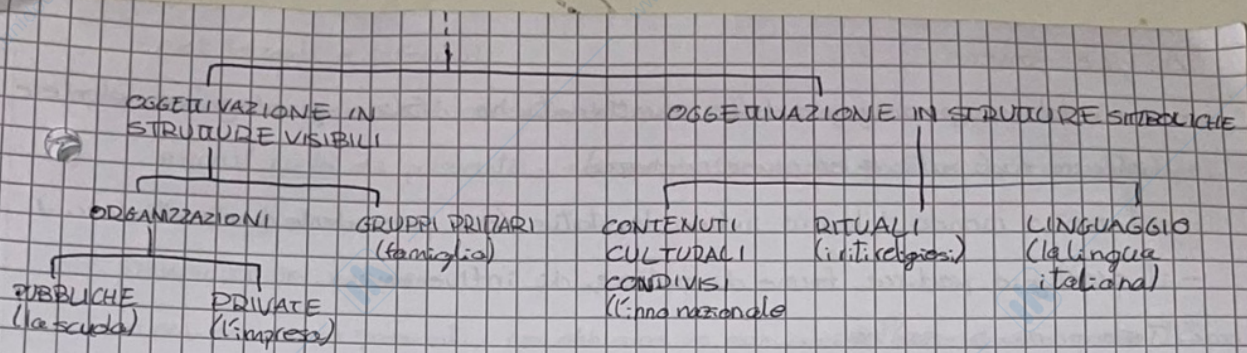 OGGETTIVAZIONE IN
STRUTTURE VISIBILI
OGGETTIVAZIONE IN STRUTTURE SIMBOLICHE
ORGANIZZAZIONI
GRUPPI PRIMARI
(famiglia)
CONTENUTI
CULTURALI
CONDIVISI
(l'inno nazionale
RITUALI
(i riti religiosi)
LINGUAGGIO
(la lingua
italiana)
PUBBLICHE
(la scuola)
PRIVATE
(l'impresa)